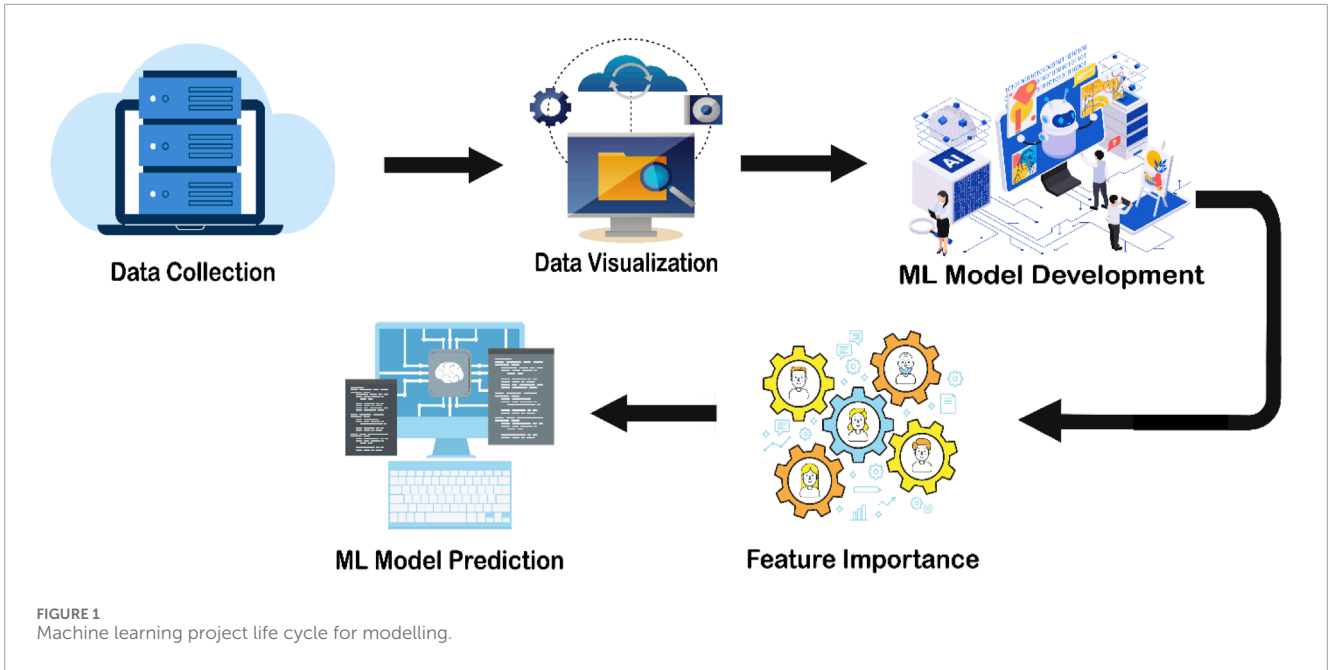 Data Collection
Data Visualization
AI
ML Model Development
ML Model Prediction
Feature Importance
FIGURE 1
Machine learning project life cycle for modelling.